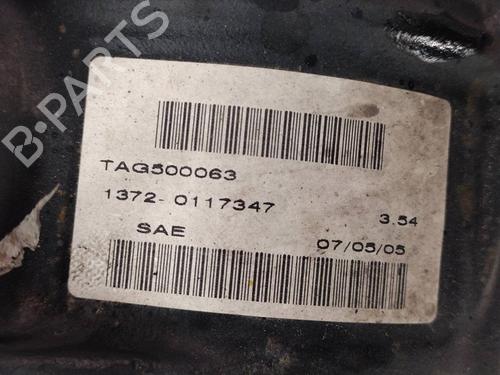 B-PARTS
TAG500063
1372-0117347
3.54
SAE
07/05/05